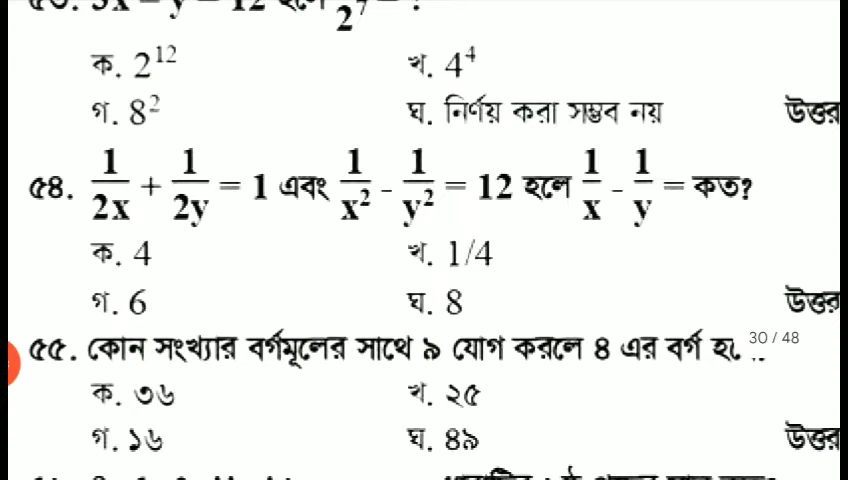 ক. 2¹² খ. 4⁴
গ. 8² ঘ. নির্ণয় করা সম্ভব নয় উত্তর
৫৪. 1/2x + 1/2y = 1 এবং 1/x² - 1/y² = 12 হলে 1/x - 1/y = কত?
ক. 4 খ. 1/4
গ. 6 ঘ. 8 উত্তর
৫৫. কোন সংখ্যার বর্গমূলের সাথে ৯ যোগ করলে ৪ এর বর্গ
30 / 48
ক. ৩৬ খ. ২৫
গ. ১৬ ঘ. ৪৯ উত্তর